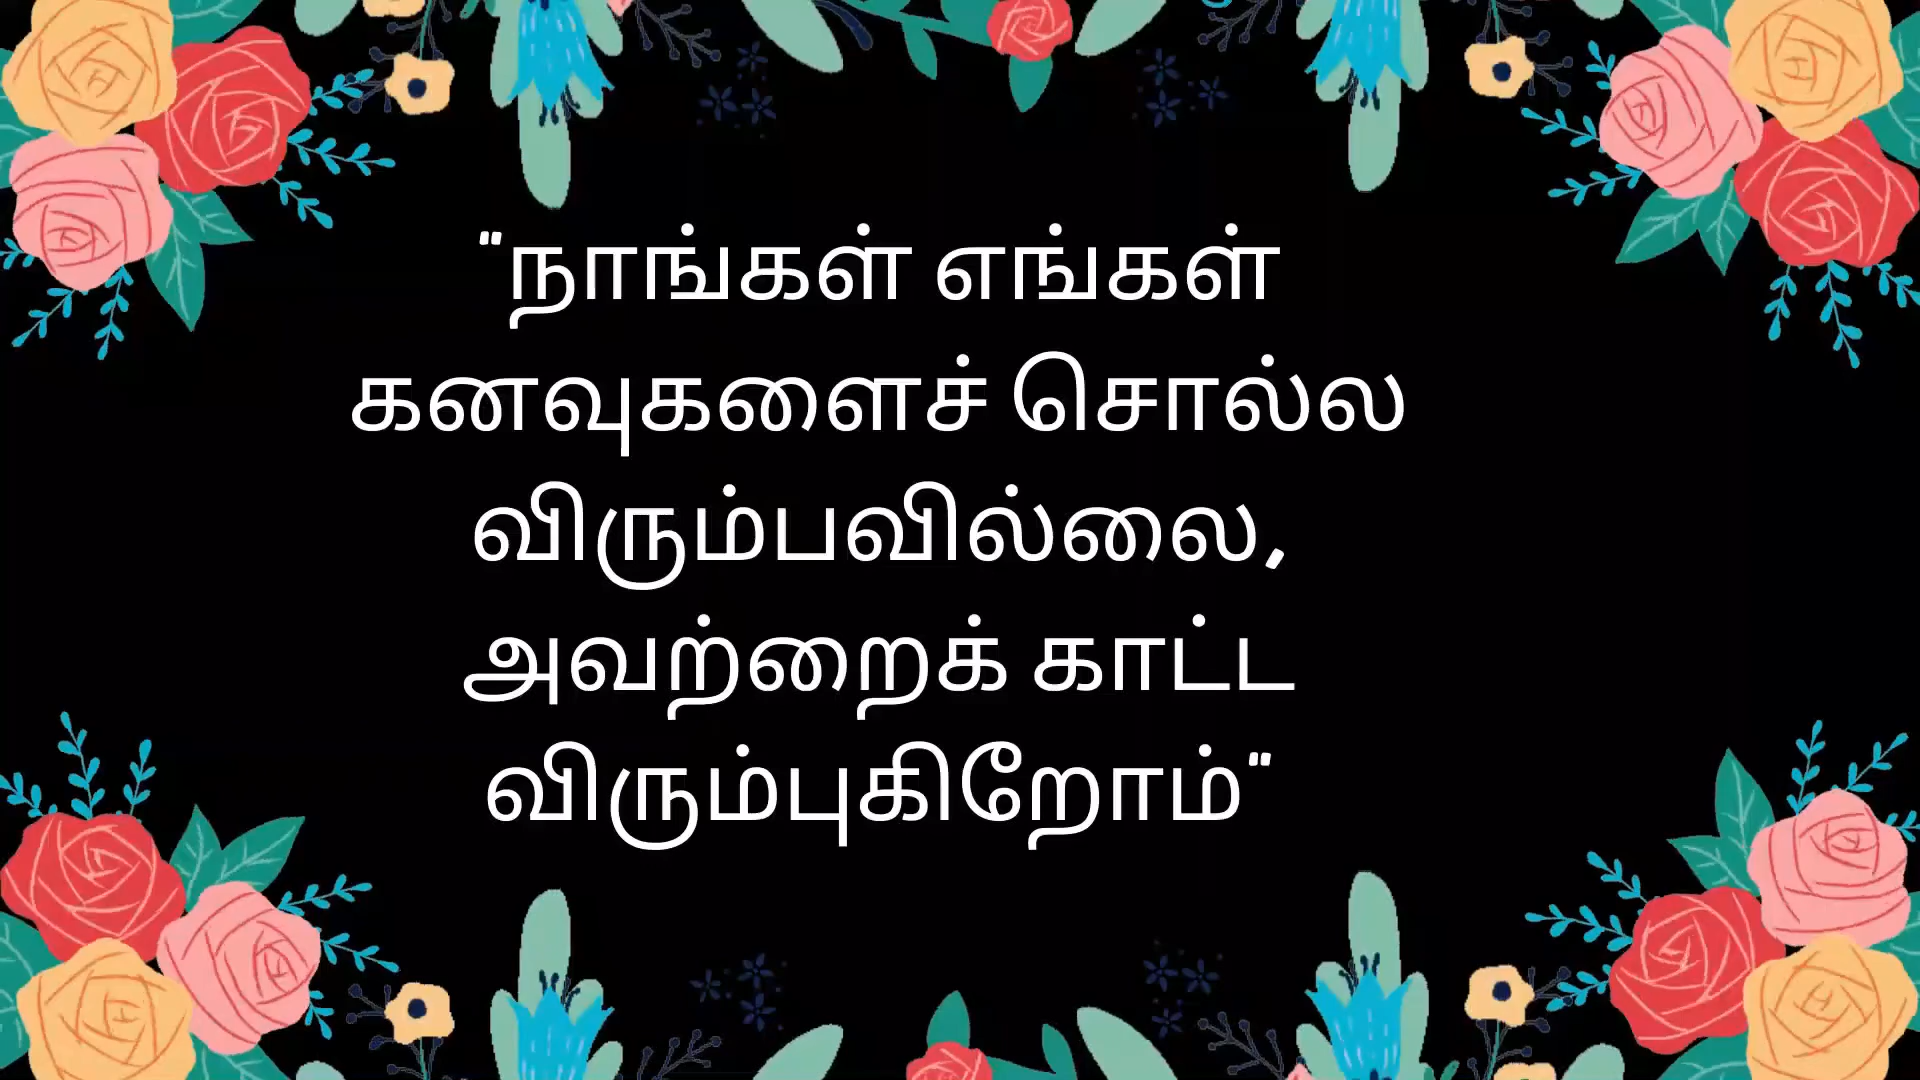 "நாங்கள் எங்கள்
கனவுகளைச் சொல்ல
விரும்பவில்லை,
அவற்றைக் காட்ட
விரும்புகிறோம்"